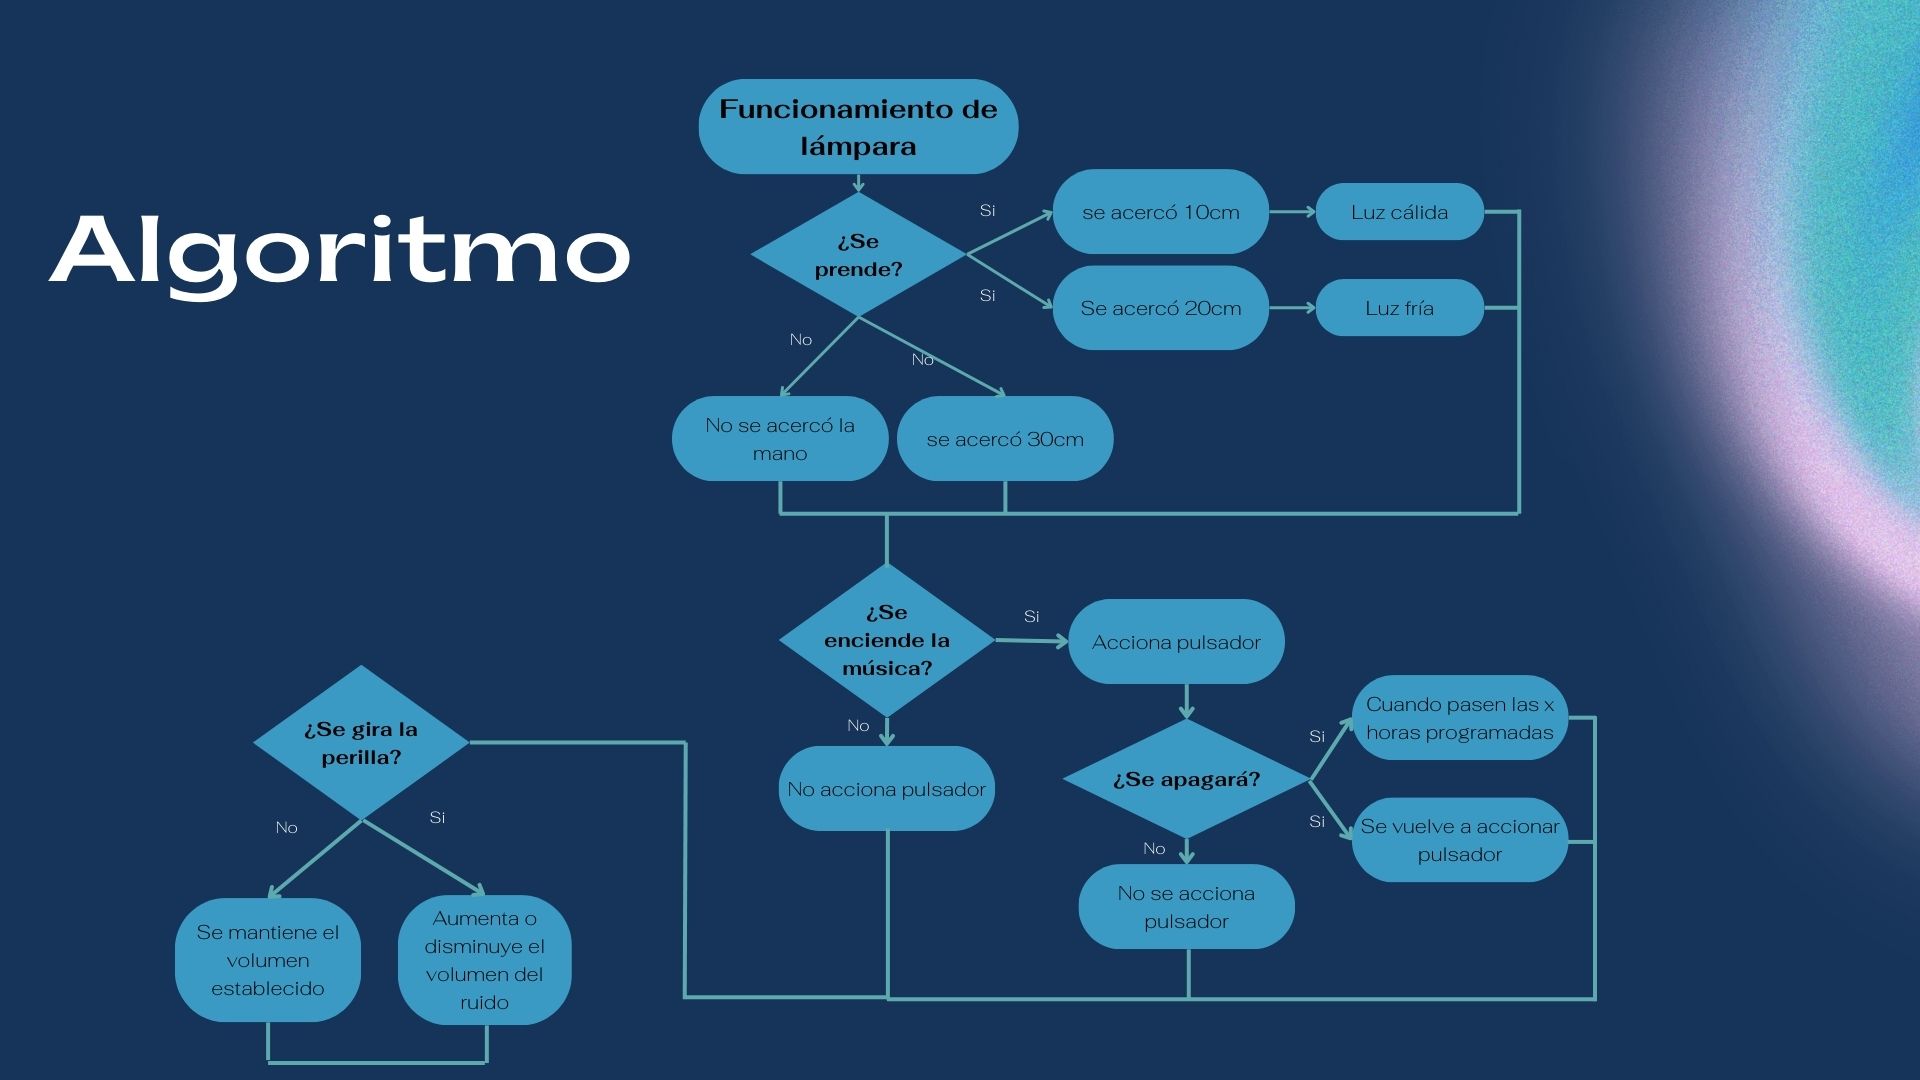 Algoritmo
Funcionamiento de
lámpara
¿Se
prende?
Si
se acercó 10cm
Luz cálida
Si
Se acercó 20cm
Luz fría
No
No
No se acercó la
mano
se acercó 30cm
¿Se
enciende la
música?
Si
Acciona pulsador
No
No acciona pulsador
¿Se apagará?
Si
Cuando pasen las x
horas programadas
Si
Se vuelve a accionar
pulsador
No
No se acciona
pulsador
¿Se gira la
perilla?
No
Si
Se mantiene el
volumen
establecido
Aumenta o
disminuye el
volumen del
ruido